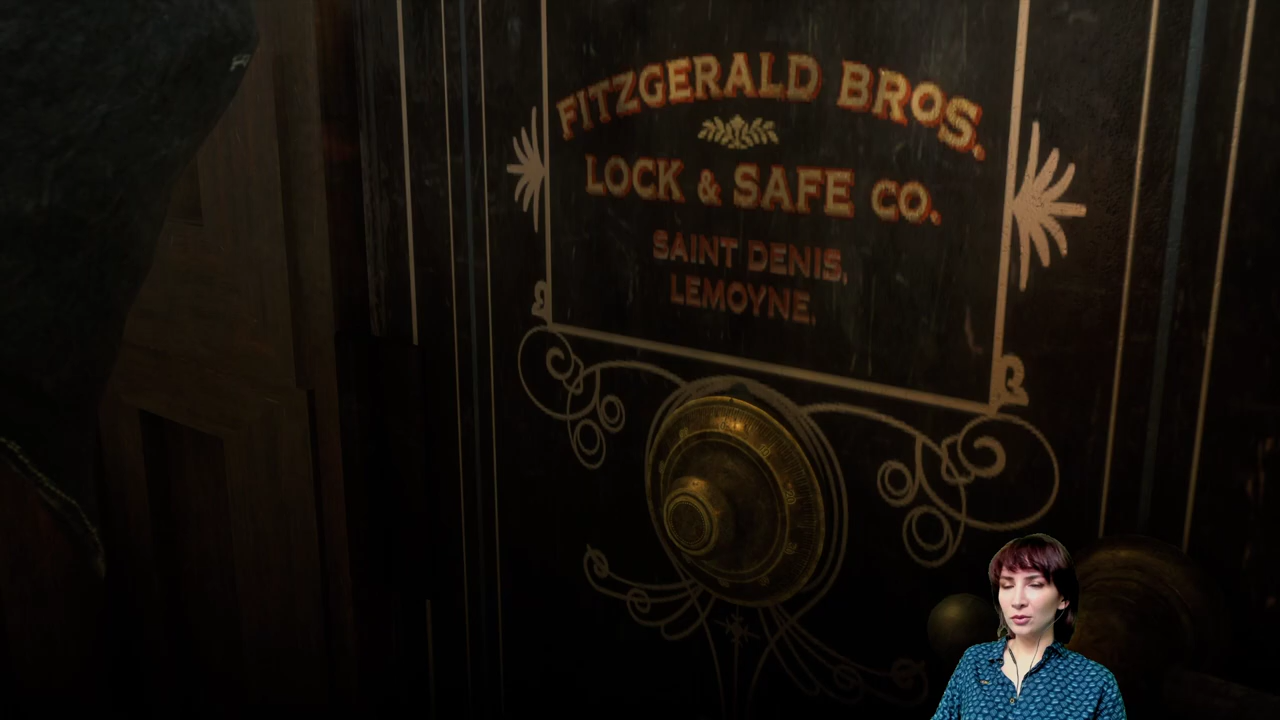 FITZGERALD BROS.
LOCK & SAFE CO.
SAINT DENIS,
LEMOYNE.